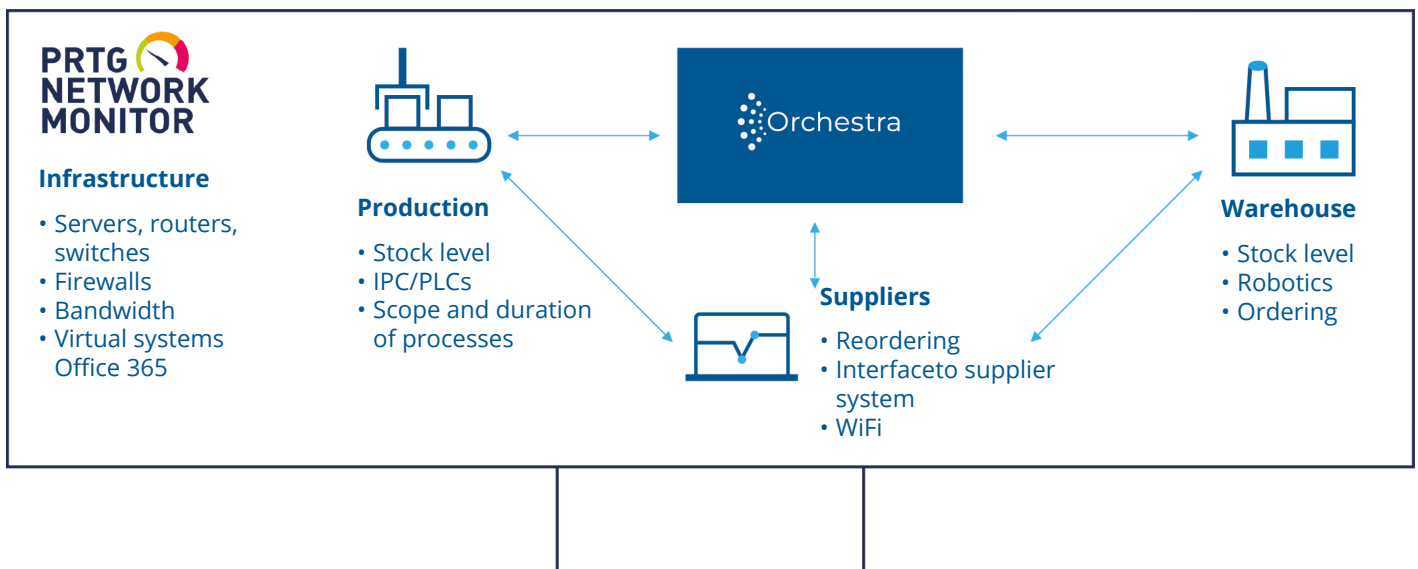 PRTG
NETWORK
MONITOR
Infrastructure
• Servers, routers,
switches
• Firewalls
• Bandwidth
• Virtual systems
Office 365
Production
• Stock level
• IPC/PLCs
• Scope and duration
of processes
Orchestra
Suppliers
• Reordering
• Interfaceto supplier
system
• WiFi
Warehouse
• Stock level
• Robotics
• Ordering